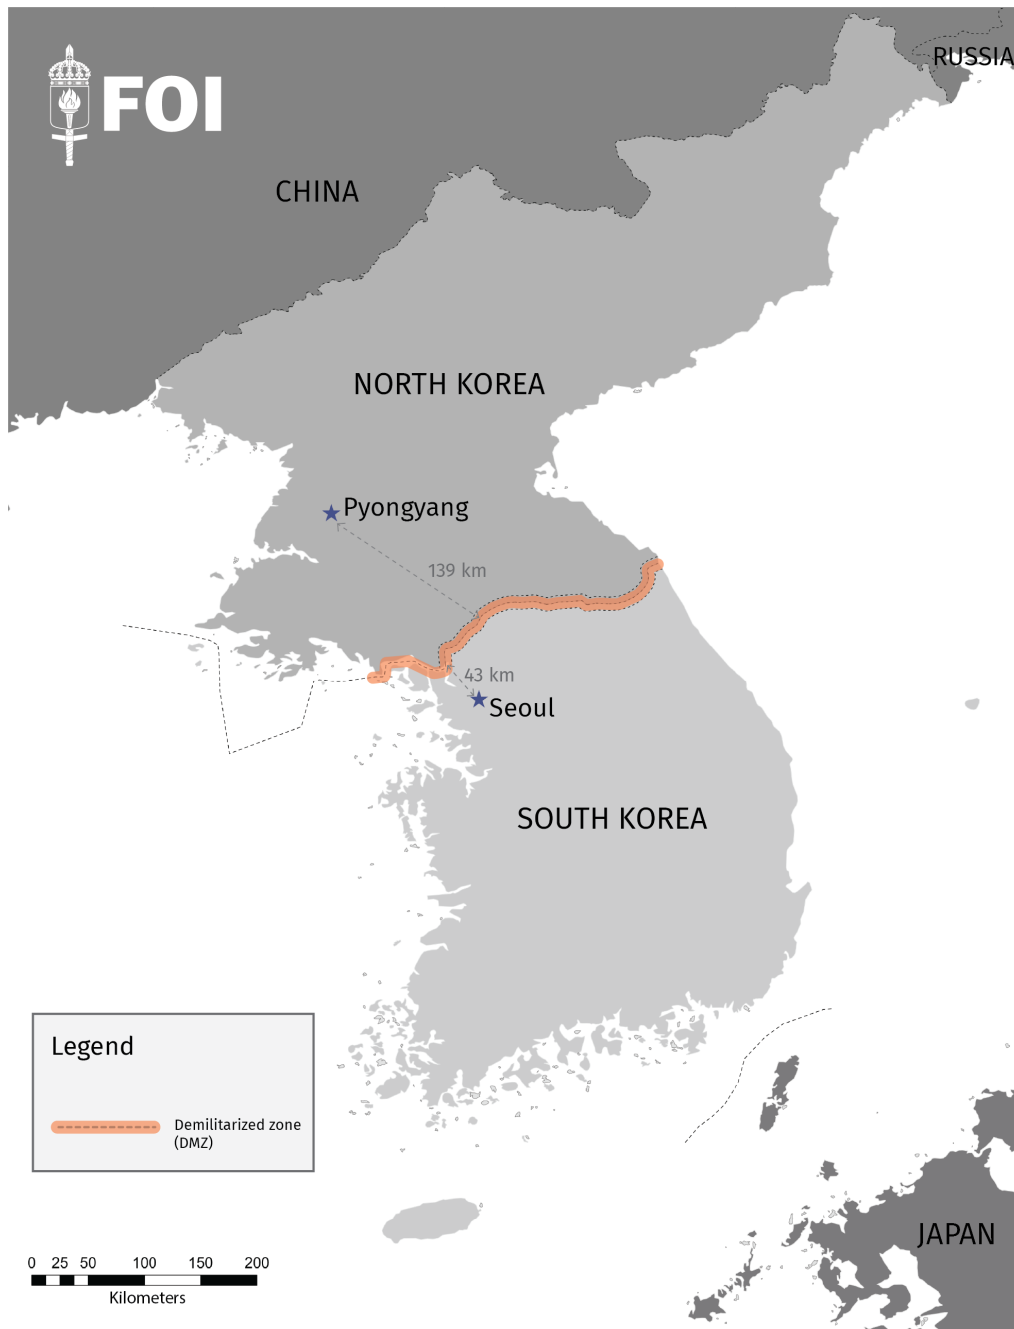 FOI
RUSSIA
CHINA
NORTH KOREA
Pyongyang
139 km
43 km
Seoul
SOUTH KOREA
Legend
Demilitarized zone
(DMZ)
JAPAN
0 25 50 100 150 200
Kilometers